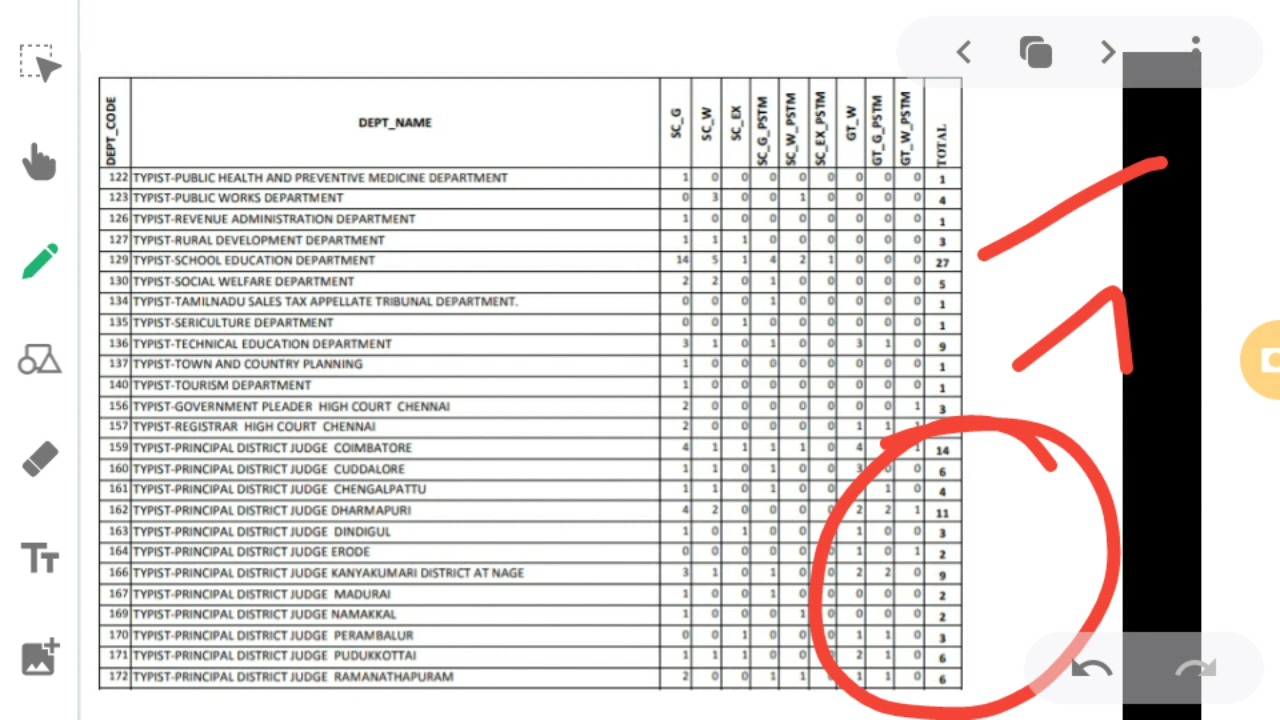 DEPT_CODE DEPT_NAME SC_G SC_W SC_EX SC_G_PSTM SC_W_PSTM SC_EX_PSTM GT_W GT_G_PSTM GT_W_PSTM TOTAL
122 TYPIST-PUBLIC HEALTH AND PREVENTIVE MEDICINE DEPARTMENT 1 0 0 0 0 0 0 0 0 1
123 TYPIST-PUBLIC WORKS DEPARTMENT 0 3 0 0 1 0 0 0 0 4
126 TYPIST-REVENUE ADMINISTRATION DEPARTMENT 1 0 0 0 0 0 0 0 0 1
127 TYPIST-RURAL DEVELOPMENT DEPARTMENT 1 1 1 0 0 0 0 0 0 3
129 TYPIST-SCHOOL EDUCATION DEPARTMENT 14 5 1 4 2 1 0 0 0 27
130 TYPIST-SOCIAL WELFARE DEPARTMENT 2 2 0 1 0 0 0 0 0 5
134 TYPIST-TAMILNADU SALES TAX APPELLATE TRIBUNAL DEPARTMENT. 0 0 0 1 0 0 0 0 0 1
135 TYPIST-SERICULTURE DEPARTMENT 0 0 1 0 0 0 0 0 0 1
136 TYPIST-TECHNICAL EDUCATION DEPARTMENT 3 1 0 1 0 0 3 1 0 9
137 TYPIST-TOWN AND COUNTRY PLANNING 1 0 0 0 0 0 0 0 0 1
140 TYPIST-TOURISM DEPARTMENT 1 0 0 0 0 0 0 0 0 1
156 TYPIST-GOVERNMENT PLEADER HIGH COURT CHENNAI 2 0 0 0 0 0 0 0 1 3
157 TYPIST-REGISTRAR HIGH COURT CHENNAI 2 0 0 0 0 0 1 1
159 TYPIST-PRINCIPAL DISTRICT JUDGE COIMBATORE 4 1 1 1 1 0 4 1 14
160 TYPIST-PRINCIPAL DISTRICT JUDGE CUDDALORE 1 1 0 1 0 0 3 0 0 6
161 TYPIST-PRINCIPAL DISTRICT JUDGE CHENGALPATTU 1 1 0 1 0 0 1 0 4
162 TYPIST-PRINCIPAL DISTRICT JUDGE DHARMAPURI 4 2 0 0 0 0 2 2 1 11
163 TYPIST-PRINCIPAL DISTRICT JUDGE DINDIGUL 1 0 1 0 0 0 1 0 0 3
164 TYPIST-PRINCIPAL DISTRICT JUDGE ERODE 0 0 0 0 0 0 1 0 1 2
166 TYPIST-PRINCIPAL DISTRICT JUDGE KANYAKUMARI DISTRICT AT NAGE 3 1 0 1 0 0 2 2 0 9
167 TYPIST-PRINCIPAL DISTRICT JUDGE MADURAI 1 0 0 1 0 0 0 0 0 2
169 TYPIST-PRINCIPAL DISTRICT JUDGE NAMAKKAL 1 0 0 0 1 0 0 0 0 2
170 TYPIST-PRINCIPAL DISTRICT JUDGE PERAMBALUR 0 0 1 0 0 0 1 1 0 3
171 TYPIST-PRINCIPAL DISTRICT JUDGE PUDUKKOTTAI 1 1 1 0 0 0 2 1 0 6
172 TYPIST-PRINCIPAL DISTRICT JUDGE RAMANATHAPURAM 2 0 0 1 1 0 1 1 0 6
TT